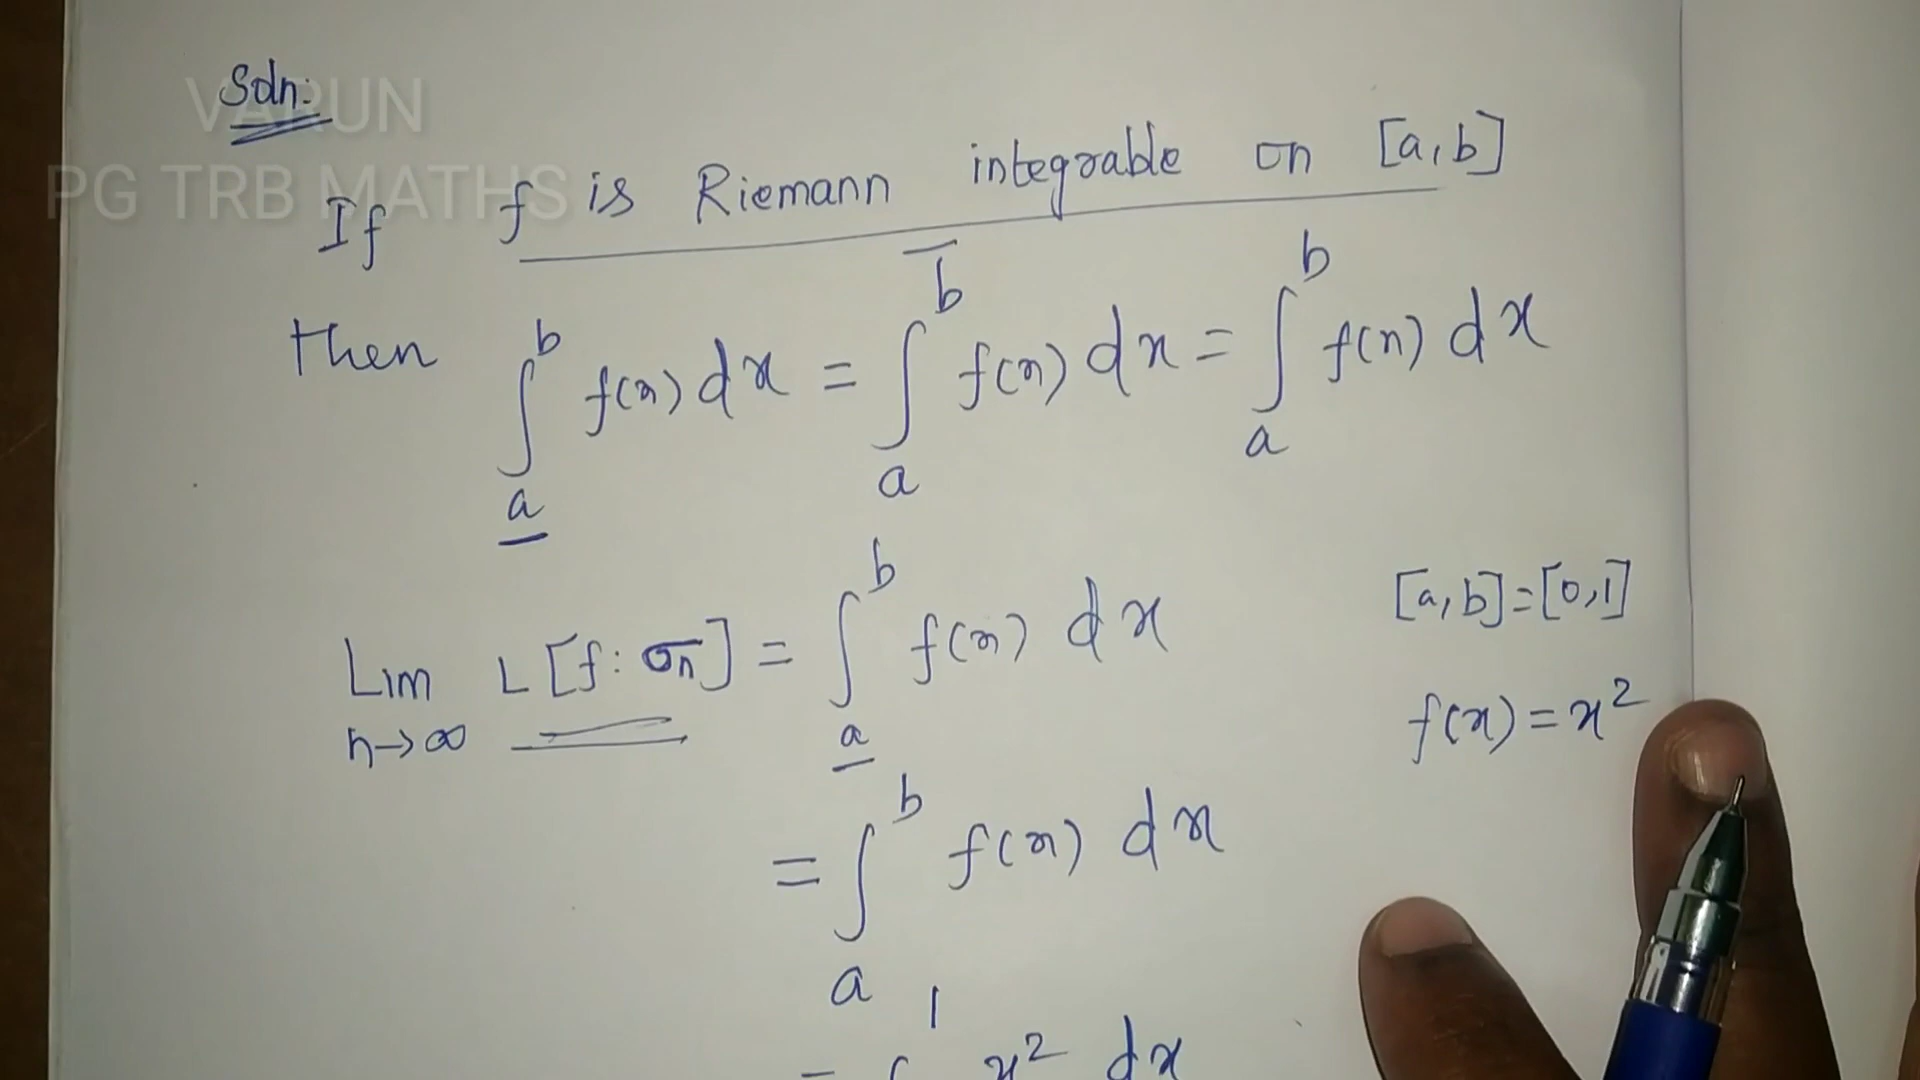 Soln:
VARUN
PG TRB MATHS
If f is Riemann integrable on [a,b]
then ∫_a̲^b f(x) dx = ∫_a^b̅ f(x) dx = ∫_a^b f(x) dx
Lim n→∞ L[f: σn] = ∫_a̲^b f(x) dx
[a,b]=[0,1]
f(x) = x²
= ∫_a^b f(x) dx
= ∫^1 x² dx